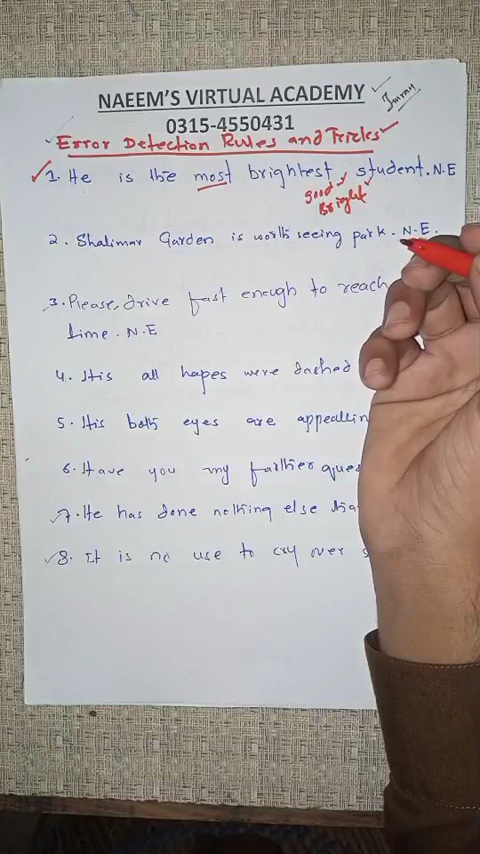 NAEEM'S VIRTUAL ACADEMY
0315-4550431
Error Detection Rules and Tricks
1. He is the most brightest student. N.E
good
Bright
2. Shalimar Garden is worth seeing park. N.E.
3. Please, drive fast enough to reach
time. N.E
4. His all hopes were dashed
5. His both eyes are appeallin
6. Have you my farther ques
7. He has done nothing else tha
8. It is no use to cry over s